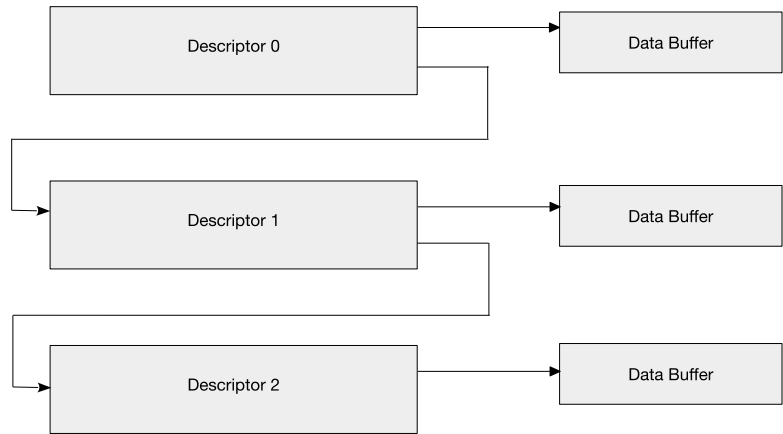 Descriptor 0
Data Buffer
Descriptor 1
Data Buffer
Descriptor 2
Data Buffer